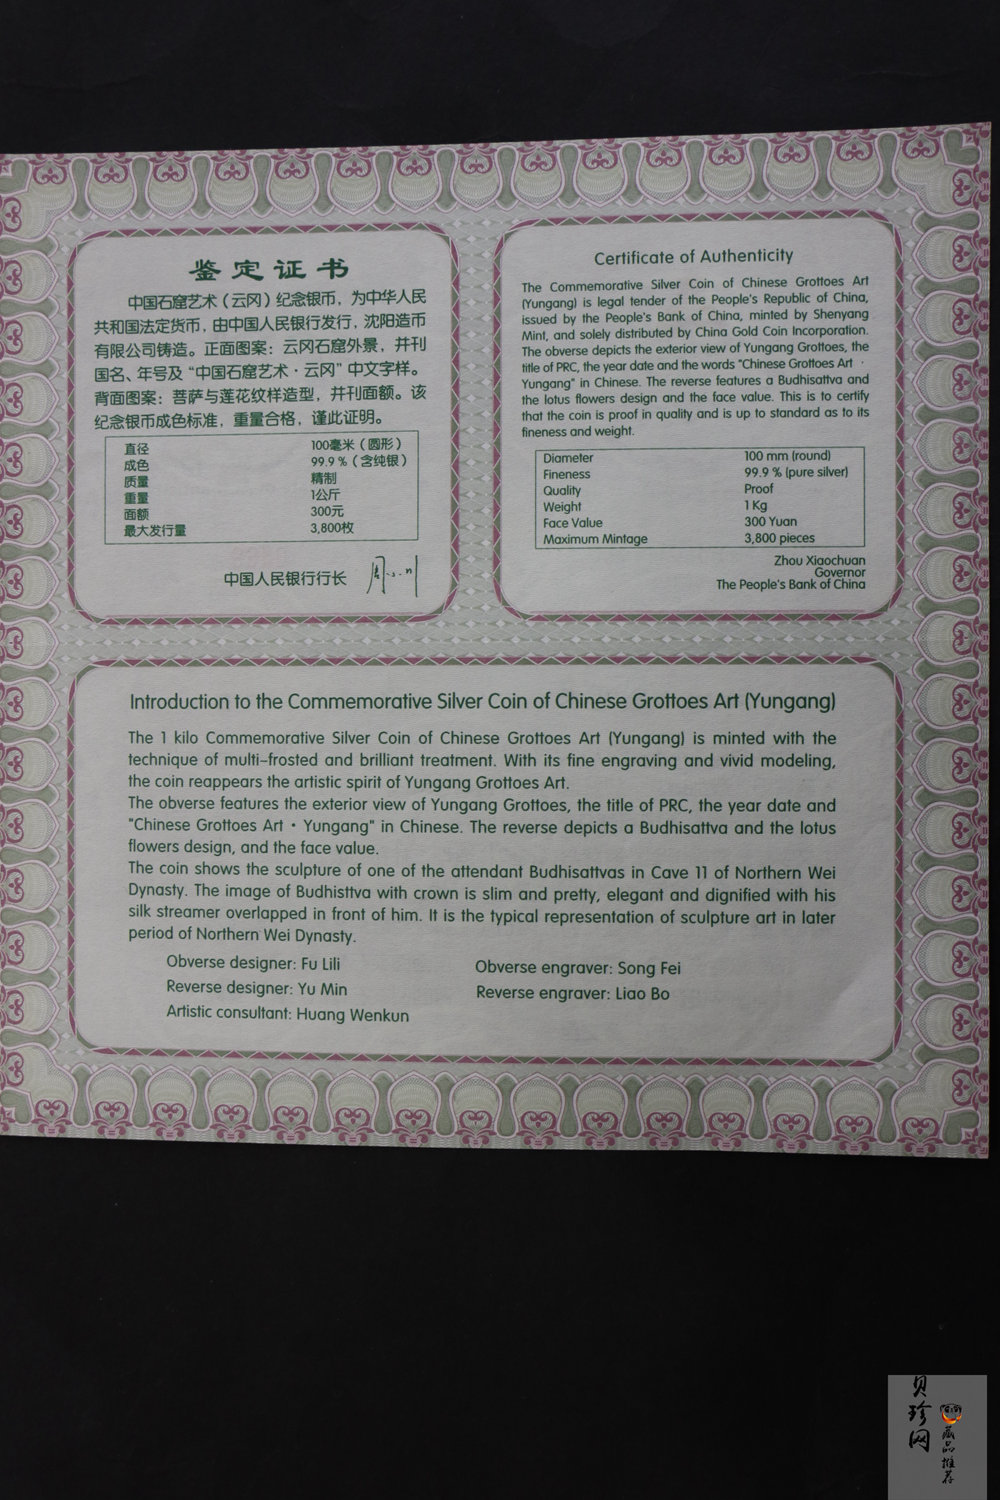 鉴定证书
中国石窟艺术（云冈）纪念银币，为中华人民
共和国法定货币，由中国人民银行发行，沈阳造币
有限公司铸造。正面图案：云冈石窟外景，并刊
国名、年号及“中国石窟艺术·云冈”中文字样。
背面图案：菩萨与莲花纹样造型，并刊面额。该
纪念银币成色标准，重量合格，谨此证明。
直径 100毫米（圆形）
成色 99.9％（含纯银）
质量 精制
重量 1公斤
面额 300元
最大发行量 3,800枚
中国人民银行行长
Certificate of Authenticity
The Commemorative Silver Coin of Chinese Grottoes Art
(Yungang) is legal tender of the People's Republic of China,
issued by the People's Bank of China, minted by Shenyang
Mint, and solely distributed by China Gold Coin Incorporation.
The obverse depicts the exterior view of Yungang Grottoes, the
title of PRC, the year date and the words "Chinese Grottoes Art ·
Yungang" in Chinese. The reverse features a Budhisattva and
the lotus flowers design and the face value. This is to certify
that the coin is proof in quality and is up to standard as to its
fineness and weight.
Diameter 100 mm (round)
Fineness 99.9 % (pure silver)
Quality Proof
Weight 1 Kg
Face Value 300 Yuan
Maximum Mintage 3,800 pieces
Zhou Xiaochuan
Governor
The People's Bank of China
Introduction to the Commemorative Silver Coin of Chinese Grottoes Art (Yungang)
The 1 kilo Commemorative Silver Coin of Chinese Grottoes Art (Yungang) is minted with the
technique of multi-frosted and brilliant treatment. With its fine engraving and vivid modeling,
the coin reappears the artistic spirit of Yungang Grottoes Art.
The obverse features the exterior view of Yungang Grottoes, the title of PRC, the year date and
"Chinese Grottoes Art · Yungang" in Chinese. The reverse depicts a Budhisattva and the lotus
flowers design, and the face value.
The coin shows the sculpture of one of the attendant Budhisattvas in Cave 11 of Northern Wei
Dynasty. The image of Budhisttva with crown is slim and pretty, elegant and dignified with his
silk streamer overlapped in front of him. It is the typical representation of sculpture art in later
period of Northern Wei Dynasty.
Obverse designer: Fu Lili
Obverse engraver: Song Fei
Reverse designer: Yu Min
Reverse engraver: Liao Bo
Artistic consultant: Huang Wenkun
贝珍网
藏品推荐